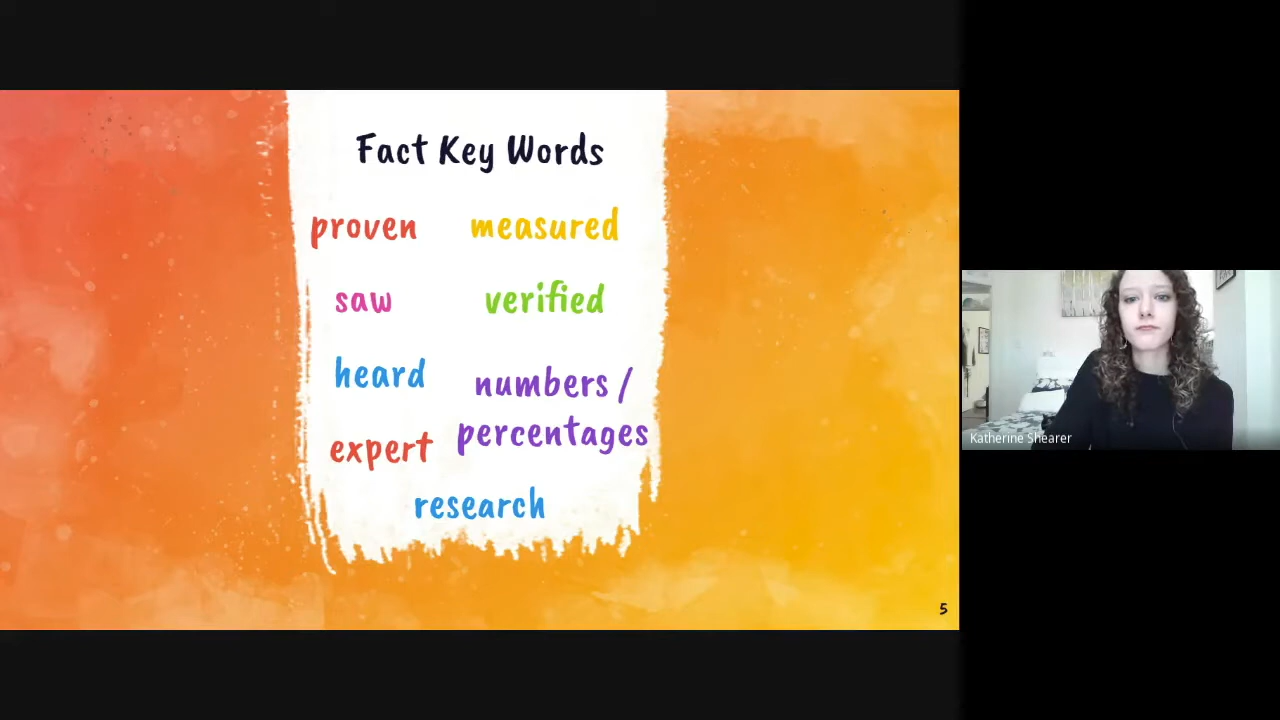 Fact Key Words
proven
measured
saw
verified
heard
numbers /
percentages
expert
research
5
Katherine Shearer